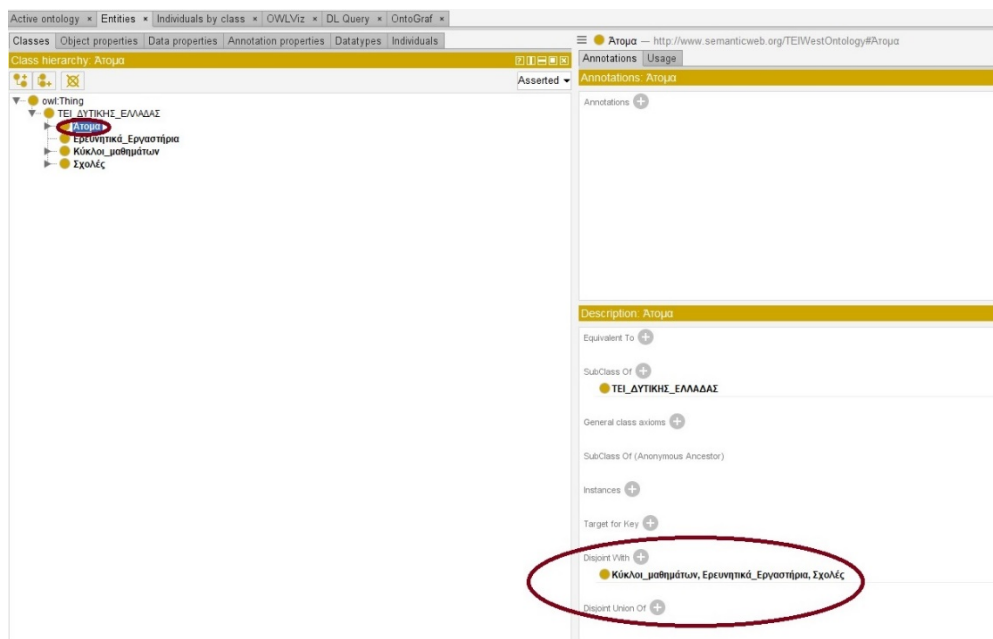 Active ontology × Entities × Individuals by class × OWLViz × DL Query × OntoGraf ×
Classes Object properties Data properties Annotation properties Datatypes Individuals
Class hierarchy: Άτομα
Asserted
owl:Thing
ΤΕΙ_ΔΥΤΙΚΗΣ_ΕΛΛΑΔΑΣ
Άτομα
Ερευνητικά_Εργαστήρια
Κύκλοι_μαθημάτων
Σχολές
Άτομα — http://www.semanticweb.org/TEIWestOntology#Άτομα
Annotations Usage
Annotations: Άτομα
Annotations
Description: Άτομα
Equivalent To
SubClass Of
ΤΕΙ_ΔΥΤΙΚΗΣ_ΕΛΛΑΔΑΣ
General class axioms
SubClass Of (Anonymous Ancestor)
Instances
Target for Key
Disjoint With
Κύκλοι_μαθημάτων, Ερευνητικά_Εργαστήρια, Σχολές
Disjoint Union Of